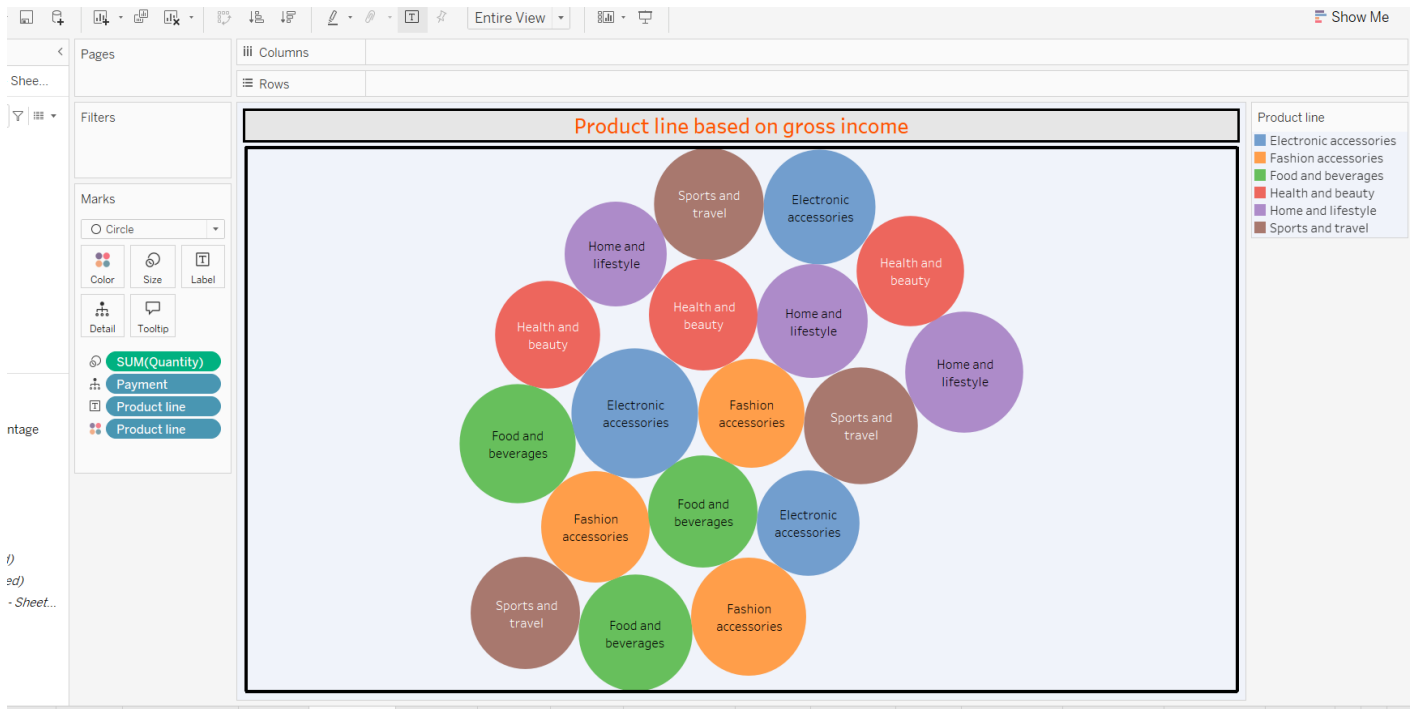 Entire View
Show Me
Pages
Columns
Rows
Shee...
Filters
Product line based on gross income
Product line
Electronic accessories
Fashion accessories
Food and beverages
Health and beauty
Home and lifestyle
Sports and travel
Marks
Circle
Color
Size
Label
Detail
Tooltip
SUM(Quantity)
Payment
Product line
Product line
ntage
ed)
- Sheet...
Sports and
travel
Electronic
accessories
Home and
lifestyle
Health and
beauty
Health and
beauty
Home and
lifestyle
Health and
beauty
Home and
lifestyle
Electronic
accessories
Fashion
accessories
Sports and
travel
Food and
beverages
Fashion
accessories
Food and
beverages
Electronic
accessories
Sports and
travel
Food and
beverages
Fashion
accessories